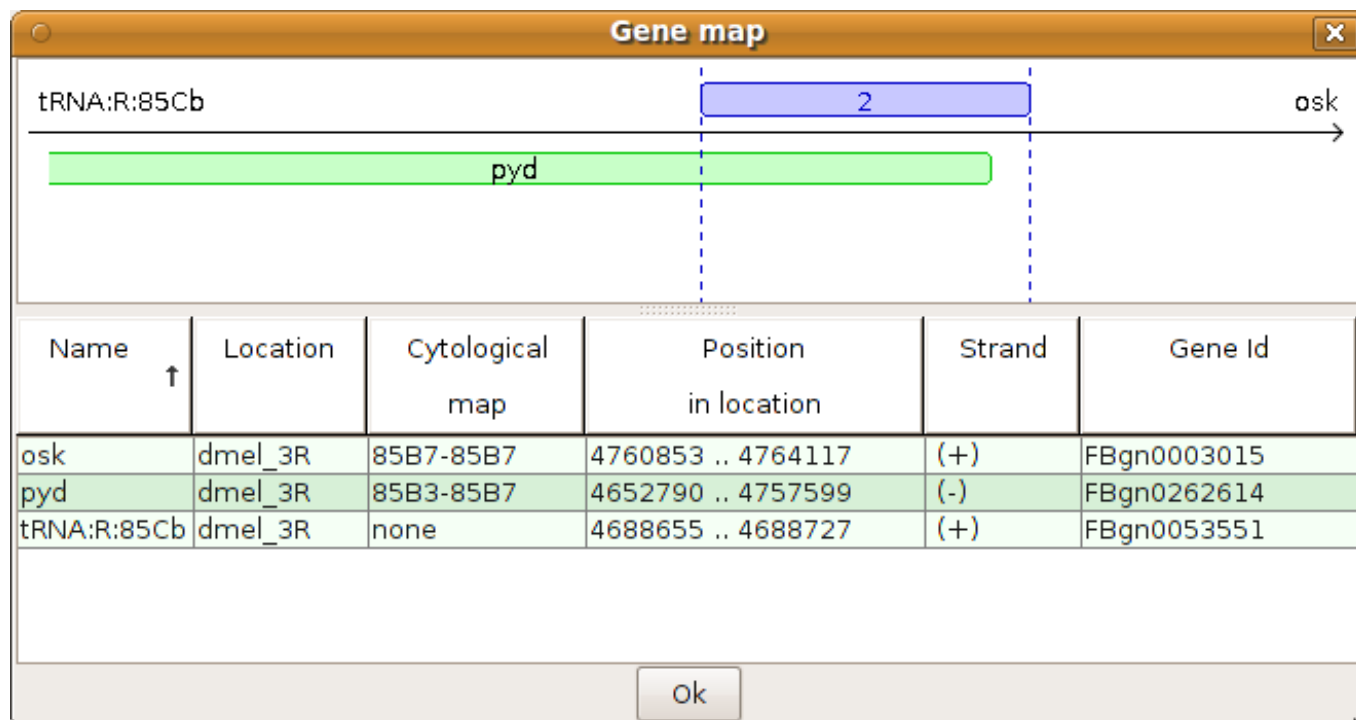 Gene map
tRNA:R:85Cb 2 osk
pyd
Name Location Cytological map Position in location Strand Gene Id
osk dmel_3R 85B7-85B7 4760853 .. 4764117 (+) FBgn0003015
pyd dmel_3R 85B3-85B7 4652790 .. 4757599 (-) FBgn0262614
tRNA:R:85Cb dmel_3R none 4688655 .. 4688727 (+) FBgn0053551
Ok